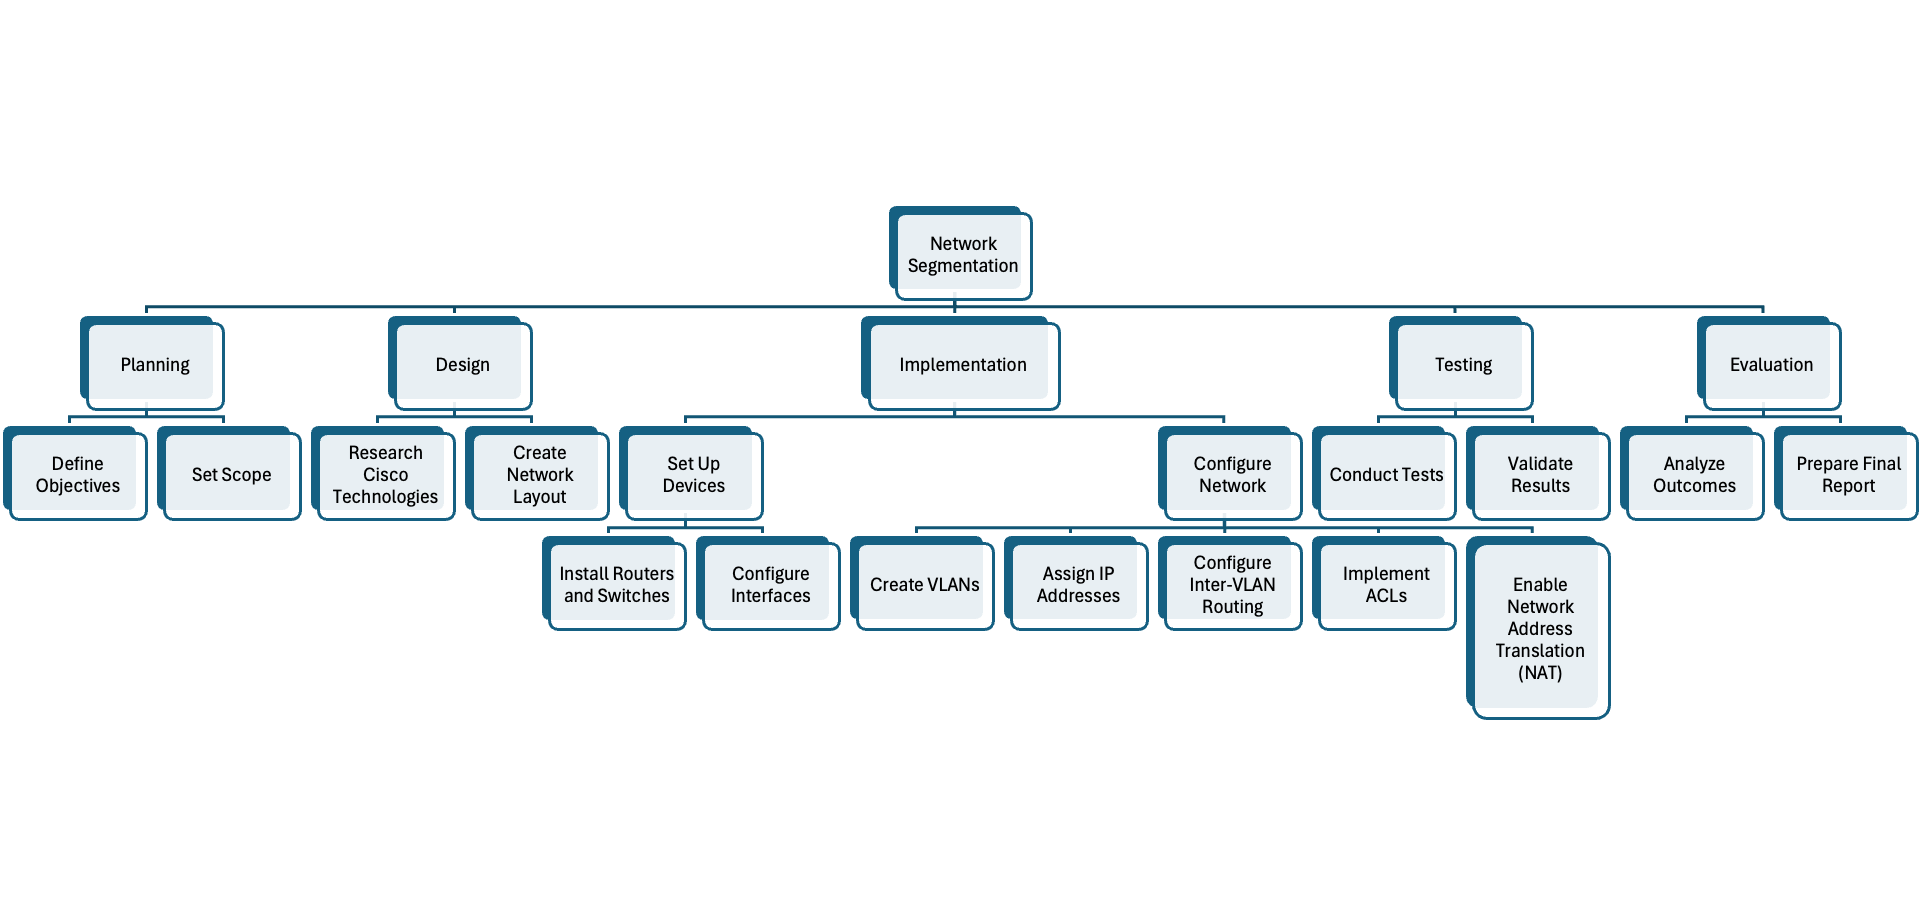 Network
Segmentation
Planning
Design
Implementation
Testing
Evaluation
Define
Objectives
Set Scope
Research
Cisco
Technologies
Create
Network
Layout
Set Up
Devices
Configure
Network
Conduct Tests
Validate
Results
Analyze
Outcomes
Prepare Final
Report
Install Routers
and Switches
Configure
Interfaces
Create VLANs
Assign IP
Addresses
Configure
Inter-VLAN
Routing
Implement
ACLs
Enable
Network
Address
Translation
(NAT)